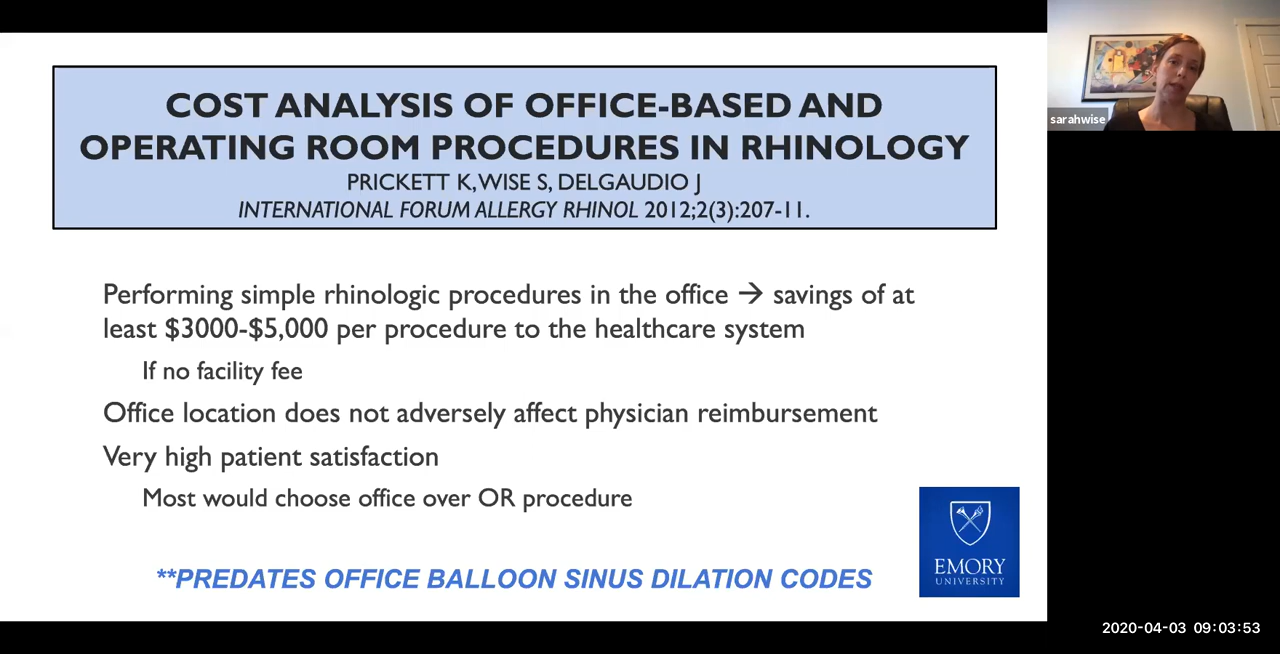 COST ANALYSIS OF OFFICE-BASED AND
OPERATING ROOM PROCEDURES IN RHINOLOGY
PRICKETT K, WISE S, DELGAUDIO J
INTERNATIONAL FORUM ALLERGY RHINOL 2012;2(3):207-11.
sarahwise
Performing simple rhinologic procedures in the office → savings of at
least $3000-$5,000 per procedure to the healthcare system
If no facility fee
Office location does not adversely affect physician reimbursement
Very high patient satisfaction
Most would choose office over OR procedure
**PREDATES OFFICE BALLOON SINUS DILATION CODES
EMORY
UNIVERSITY
2020-04-03 09:03:53